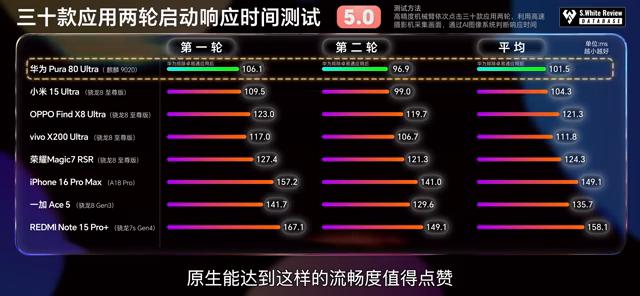 三十款应用两轮启动响应时间测试 5.0
测试方法
高精度机械臂依次点击三十款应用两轮,利用高速
摄影机采集画面,通过AI图像系统判断响应时间
S.White Review
DATABASE
第一轮 第二轮 平均
单位:ms
越小越好
华为 Pura 80 Ultra(麒麟 9020) 106.1 96.9 101.5
小米 15 Ultra(骁龙8 至尊版) 109.5 99.0 104.3
OPPO Find X8 Ultra(骁龙8 至尊版) 123.0 119.7 121.3
vivo X200 Ultra(骁龙8 至尊版) 117.0 106.7 111.8
荣耀Magic7 RSR(骁龙8 至尊版) 127.4 121.3 124.3
iPhone 16 Pro Max(A18 Pro) 157.2 141.0 149.1
一加 Ace 5(骁龙8 Gen3) 141.7 129.6 135.7
REDMI Note 15 Pro+(骁龙7s Gen4) 167.1 149.1 158.1
原生能达到这样的流畅度值得点赞